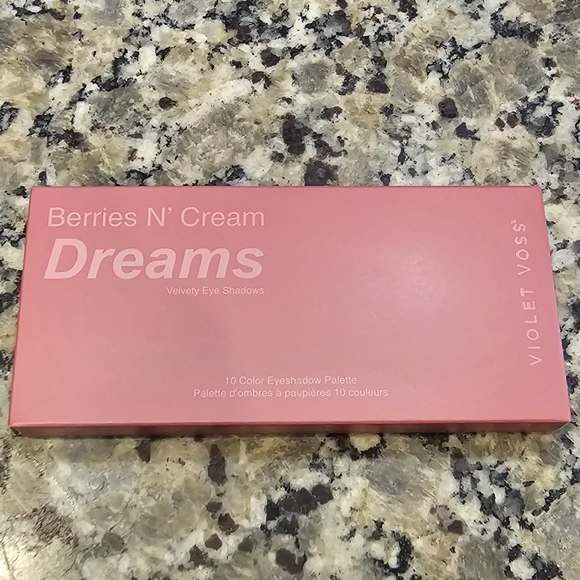 Berries N' Cream
Dreams
Velvety Eye Shadows
10 Color Eyeshadow Palette
Palette d'ombres à paupières 10 couleurs
VIOLET VOSS